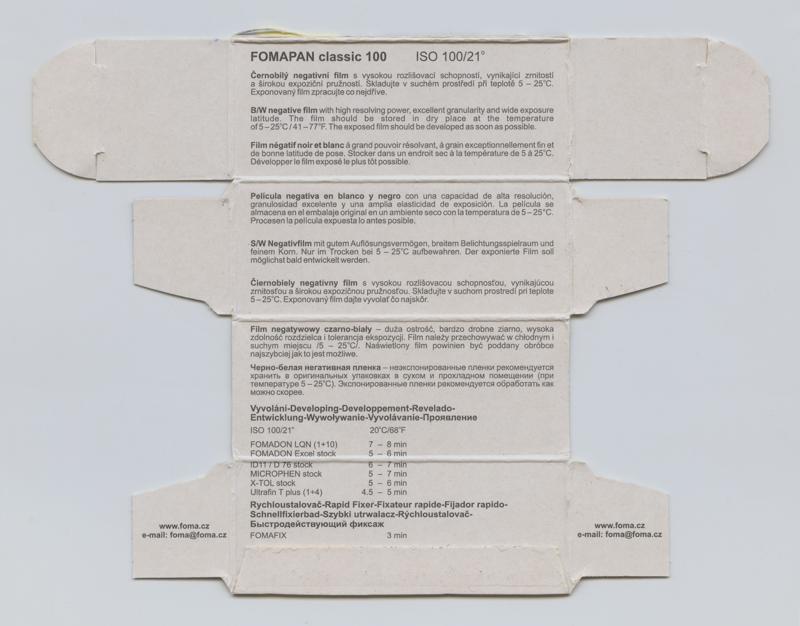 FOMAPAN classic 100 ISO 100/21°
Černobilý negativní film s vysokou rozlišovací schopností, vynikající zrnitostí
a širokou expoziční pružností. Skladujte v suchém prostředí při teplotě 5 – 25°C.
Exponovaný film zpracujte co nejdříve.
B/W negative film with high resolving power, excellent granularity and wide exposure
latitude. The film should be stored in dry place at the temperature
of 5 – 25°C / 41 – 77°F. The exposed film should be developed as soon as possible.
Film négatif noir et blanc à grand pouvoir résolvant, à grain exceptionnellement fin et
de bonne latitude de pose. Stocker dans un endroit sec à la température de 5 à 25°C.
Développer le film exposé le plus tôt possible.
Película negativa en blanco y negro con una capacidad de alta resolución,
granulosidad excelente y una amplia elasticidad de exposición. La película se
almacena en el embalaje original en un ambiente seco con la temperatura de 5 – 25°C.
Procesen la película expuesta lo antes posible.
S/W Negativfilm mit gutem Auflösungsvermögen, breitem Belichtungsspielraum und
feinem Korn. Nur im Trocken bei 5 – 25°C aufbewahren. Der exponierte Film soll
möglichst bald entwickelt werden.
Čiernobiely negatívny film s vysokou rozlišovacou schopnosťou, vynikajúcou
zrnitosťou a širokou expozičnou pružnosťou. Skladujte v suchom prostredí pri teplote
5 – 25°C. Exponovaný film dajte vyvolať čo najskôr.
Film negatywowy czarno-biały – duża ostrość, bardzo drobne ziarno, wysoka
zdolność rozdzielcza i tolerancja ekspozycji. Film należy przechowywać w chłodnym i
suchym miejscu /5 – 25°C/. Naświetlony film powinien być poddany obróbce
najszybciej jak to jest możliwe.
Черно-белая негативная пленка – неэкспонированные пленки рекомендуется
хранить в оригинальных упаковках в сухом и прохладном помещении (при
температуре 5 – 25°C). Экспонированные пленки рекомендуется обработать как
можно скорее.
Vyvoláni-Developing-Developpement-Revelado-
Entwicklung-Wywoływanie-Vyvolávanie-Проявление
ISO 100/21° 20°C/68°F
FOMADON LQN (1+10) 7 – 8 min
FOMADON Excel stock 5 – 6 min
ID11 / D 76 stock 6 – 7 min
MICROPHEN stock 5 – 7 min
X-TOL stock 5 – 6 min
Ultrafin T plus (1+4) 4.5 – 5 min
Rychloustalovač-Rapid Fixer-Fixateur rapide-Fijador rapido-
Schnellfixierbad-Szybki utrwalacz-Rýchloustalovač-
Быстродействующий фиксаж
FOMAFIX 3 min
www.foma.cz
e-mail: foma@foma.cz
www.foma.cz
e-mail: foma@foma.cz